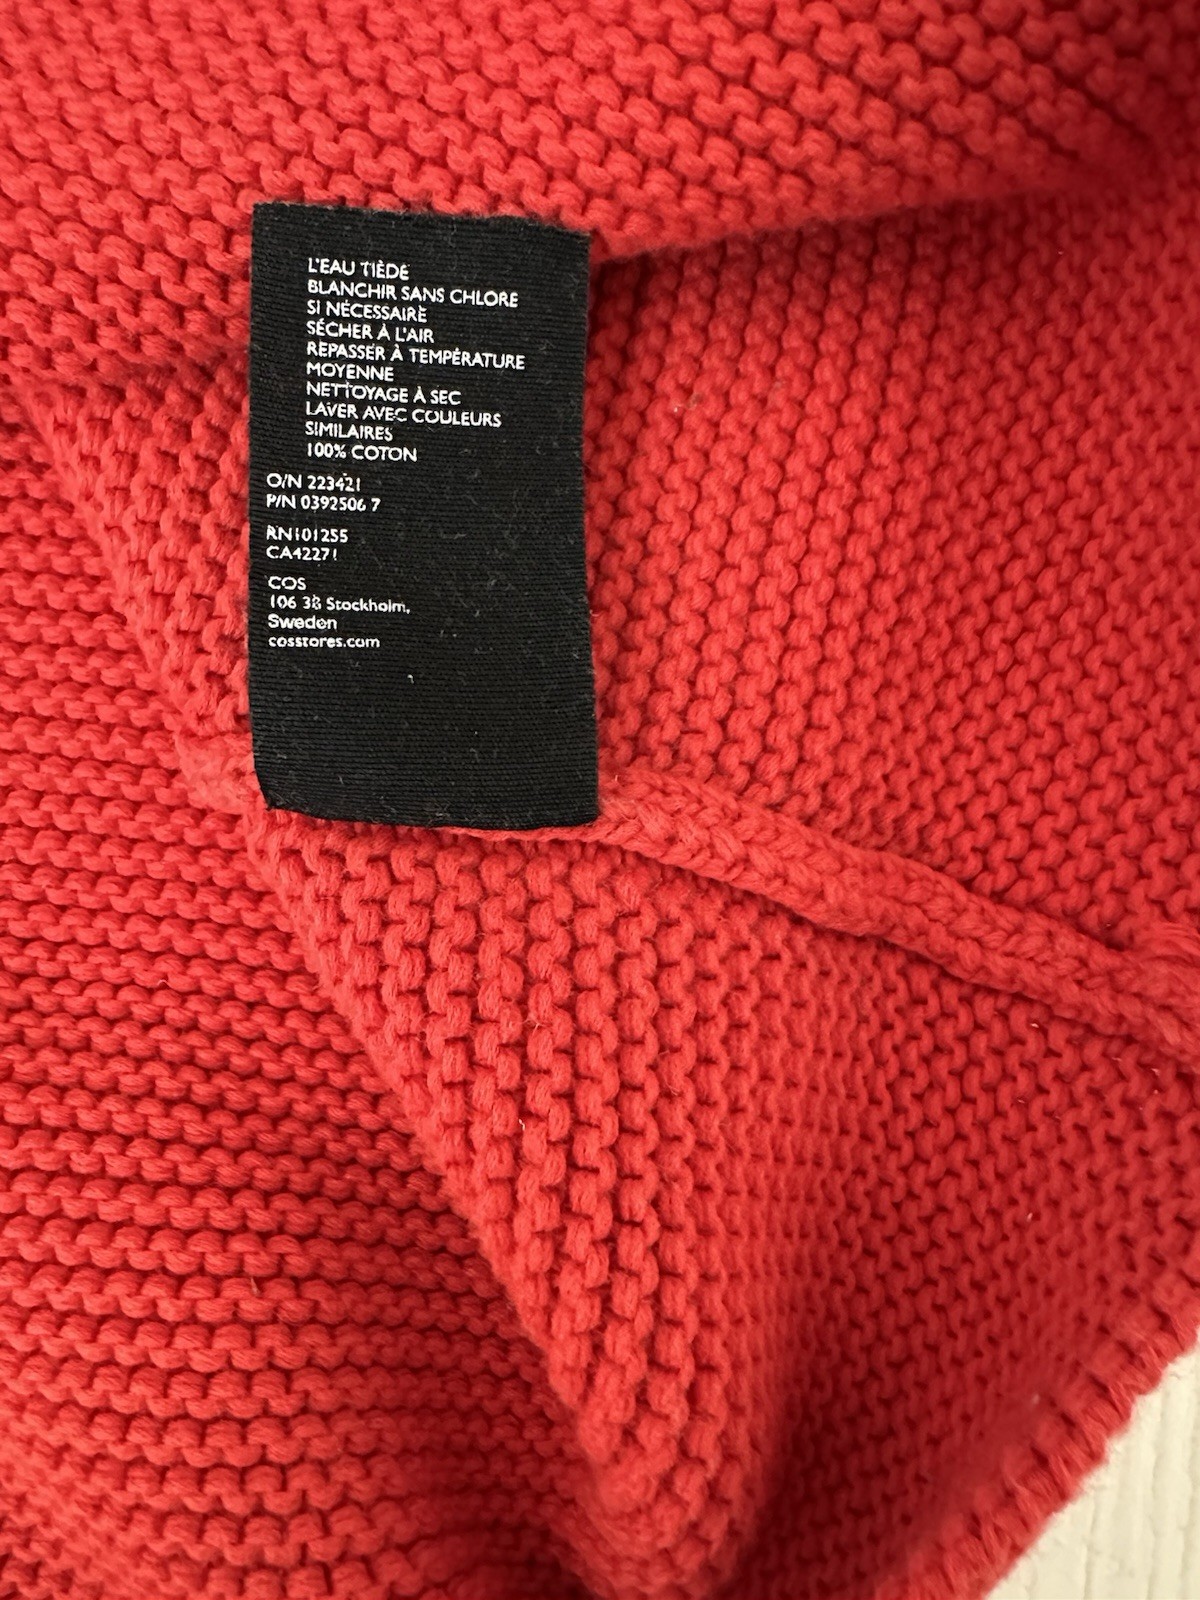 L'EAU TIÈDE
BLANCHIR SANS CHLORE
SI NÉCESSAIRE
SÉCHER À L'AIR
REPASSER À TEMPÉRATURE
MOYENNE
NETTOYAGE À SEC
LAVER AVEC COULEURS
SIMILAIRES
100% COTON
O/N 223421
P/N 0392506 7
RN101255
CA42271
COS
106 38 Stockholm,
Sweden
cosstores.com